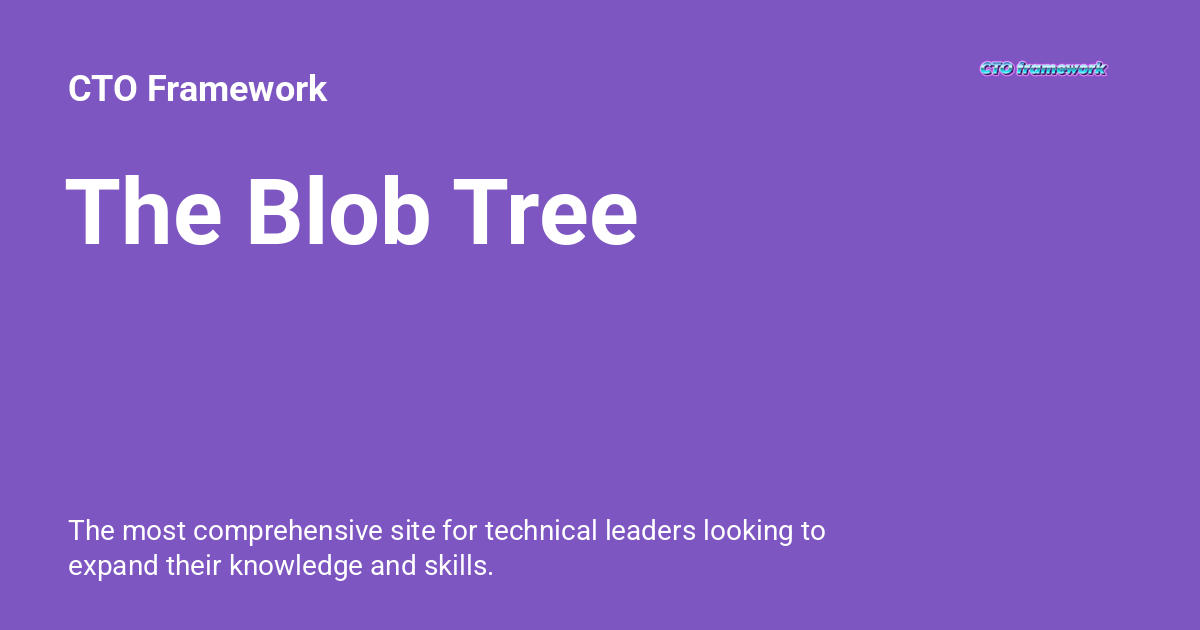 CTO Framework
CTO framework
The Blob Tree
The most comprehensive site for technical leaders looking to
expand their knowledge and skills.